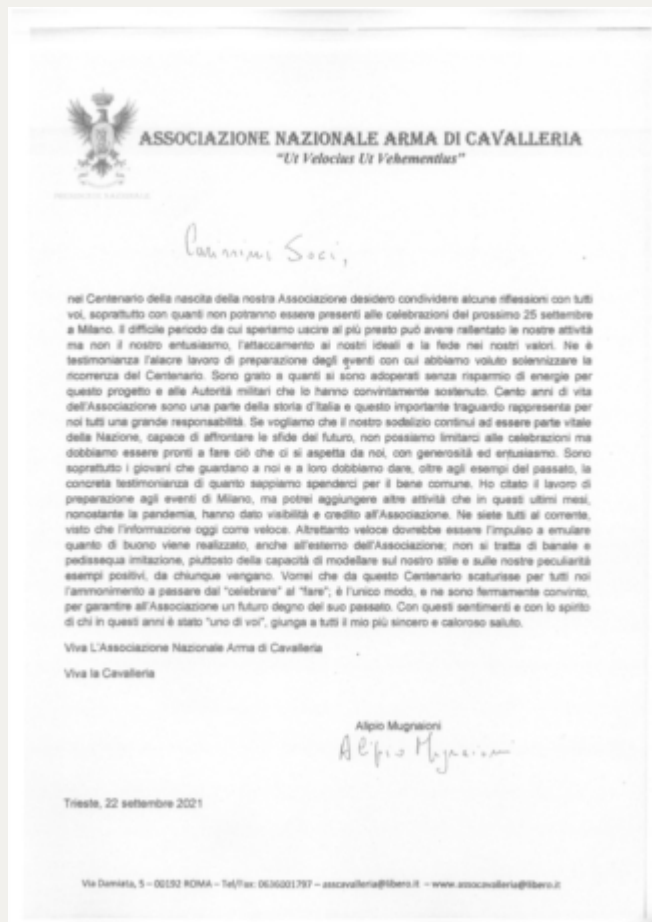 ASSOCIAZIONE NAZIONALE ARMA DI CAVALLERIA
"Ut Velocius Ut Vehementius"
PRESIDENZA NAZIONALE
Carissimi Soci,
nel Centenario della nascita della nostra Associazione desidero condividere alcune riflessioni con tutti
voi, soprattutto con quanti non potranno essere presenti alle celebrazioni del prossimo 25 settembre
a Milano. Il difficile periodo da cui speriamo uscire al più presto può avere rallentato le nostre attività
ma non il nostro entusiasmo, l'attaccamento ai nostri ideali e la fede nei nostri valori. Ne è
testimonianza l'alacre lavoro di preparazione degli eventi con cui abbiamo voluto solennizzare la
ricorrenza del Centenario. Sono grato a quanti si sono adoperati senza risparmio di energie per
questo progetto e alle Autorità militari che lo hanno convintamente sostenuto. Cento anni di vita
dell'Associazione sono una parte della storia d'Italia e questo importante traguardo rappresenta per
noi tutti una grande responsabilità. Se vogliamo che il nostro sodalizio continui ad essere parte vitale
della Nazione, capace di affrontare le sfide del futuro, non possiamo limitarci alle celebrazioni ma
dobbiamo essere pronti a fare ciò che ci si aspetta da noi, con generosità ed entusiasmo. Sono
soprattutto i giovani che guardano a noi e a loro dobbiamo dare, oltre agli esempi del passato, la
concreta testimonianza di quanto sappiamo spenderci per il bene comune. Ho citato il lavoro di
preparazione agli eventi di Milano, ma potrei aggiungere altre attività che in questi ultimi mesi,
nonostante la pandemia, hanno dato visibilità e credito all'Associazione. Ne siete tutti al corrente,
visto che l'informazione oggi corre veloce. Altrettanto veloce dovrebbe essere l'impulso a emulare
quanto di buono viene realizzato, anche all'esterno dell'Associazione; non si tratta di banale e
pedissequa imitazione, piuttosto della capacità di modellare sul nostro stile e sulle nostre peculiarità
esempi positivi, da chiunque vengano. Vorrei che da questo Centenario scaturisse per tutti noi
l'ammonimento a passare dal "celebrare" al "fare"; è l'unico modo, e ne sono fermamente convinto,
per garantire all'Associazione un futuro degno del suo passato. Con questi sentimenti e con lo spirito
di chi in questi anni è stato "uno di voi", giunga a tutti il mio più sincero e caloroso saluto.
Viva L'Associazione Nazionale Arma di Cavalleria
Viva la Cavalleria
Alipio Mugnaioni
Alipio Mugnaioni
Trieste, 22 settembre 2021
Via Damiata, 5 – 00192 ROMA – Tel/Fax: 0636001797 – asscavalleria@libero.it – www.assocavalleria@libero.it